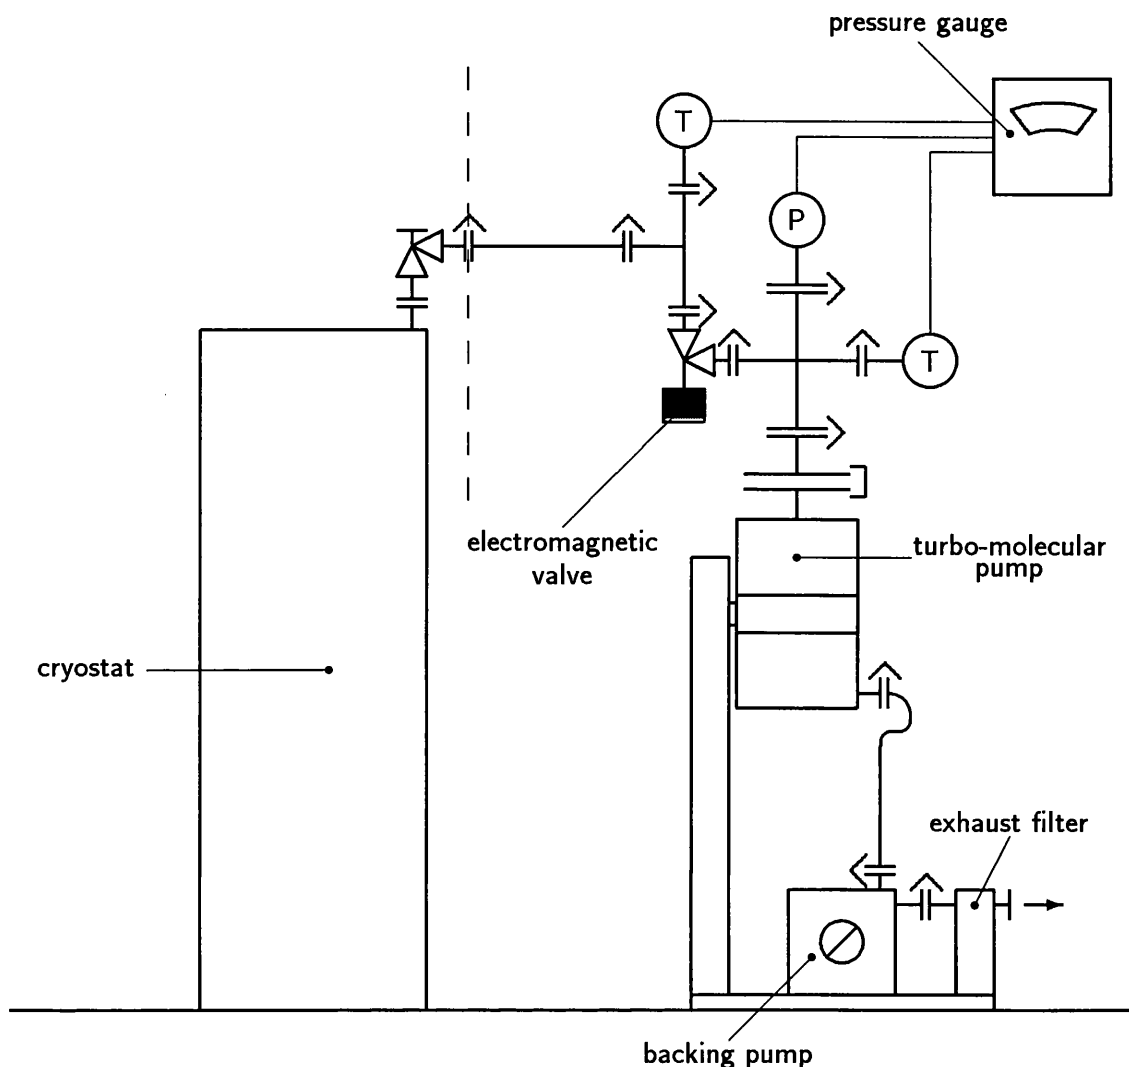 pressure gauge
T
P
T
electromagnetic
valve
turbo-molecular
pump
cryostat
exhaust filter
backing pump